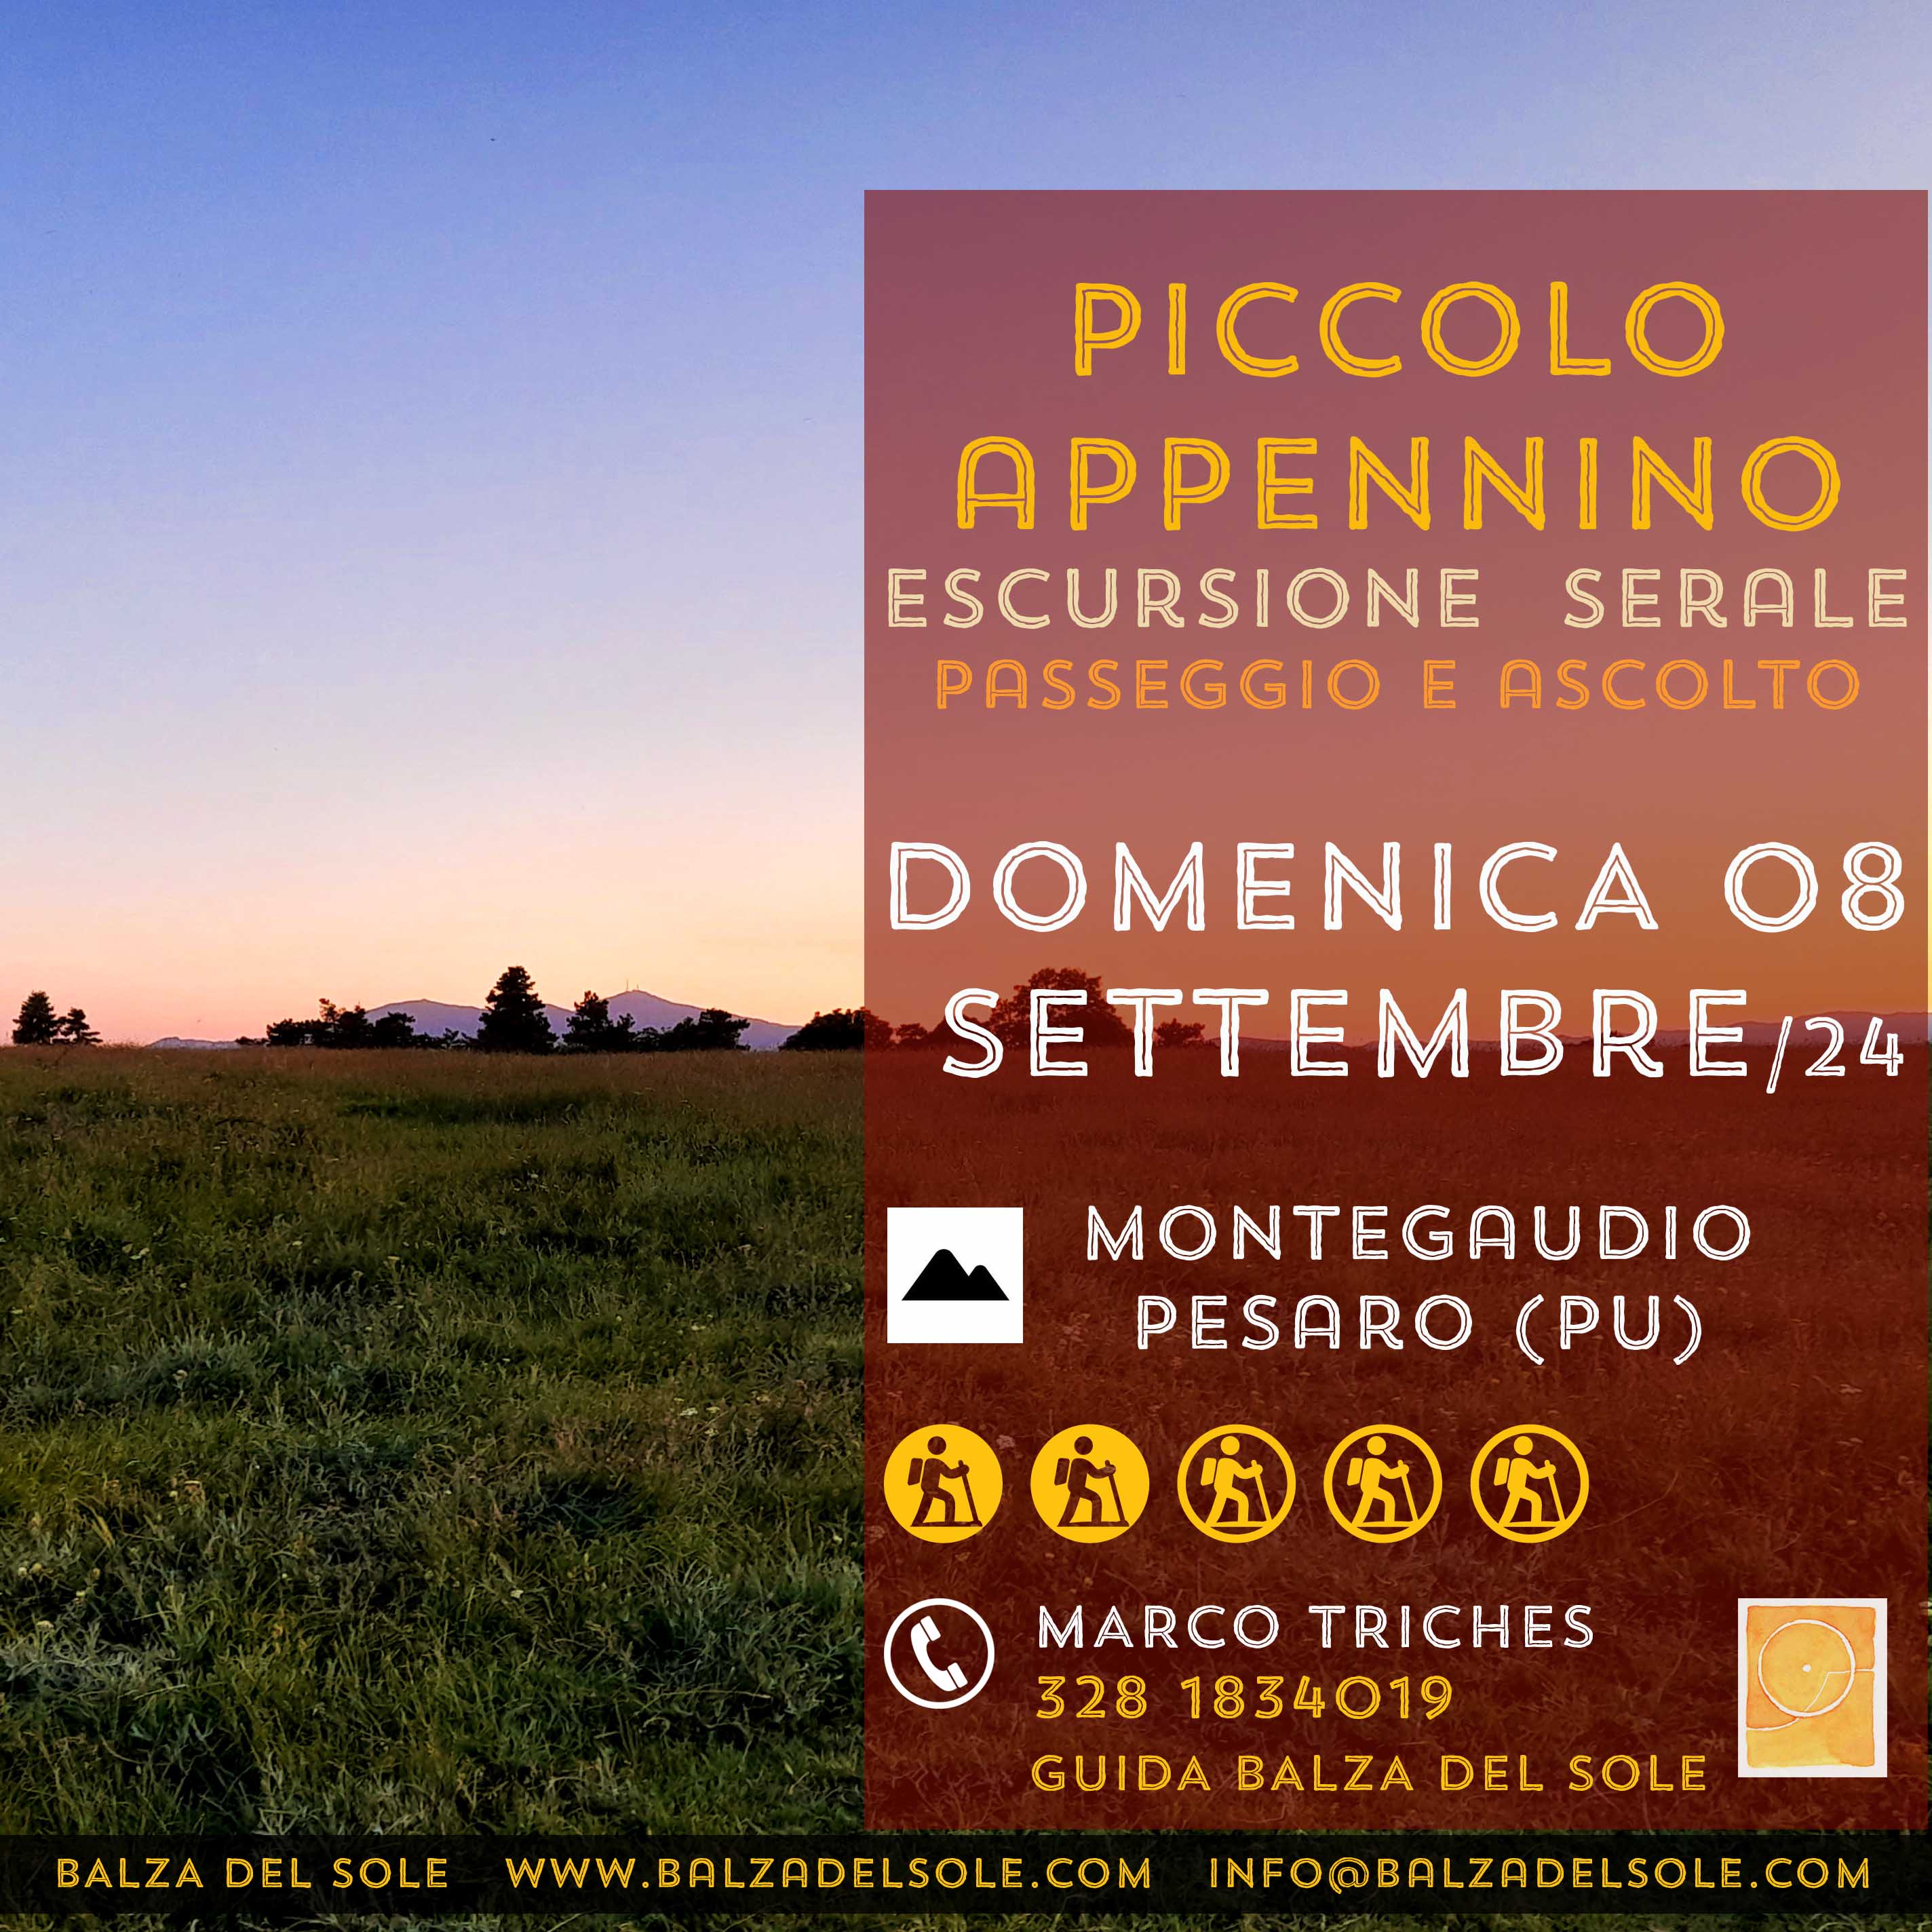 PICCOLO
APPENNINO
ESCURSIONE SERALE
PASSEGGIO E ASCOLTO
DOMENICA 08
SETTEMBRE/24
MONTEGAUDIO
PESARO (PU)
MARCO TRICHES
328 1834019
GUIDA BALZA DEL SOLE
BALZA DEL SOLE WWW.BALZADELSOLE.COM INFO@BALZADELSOLE.COM